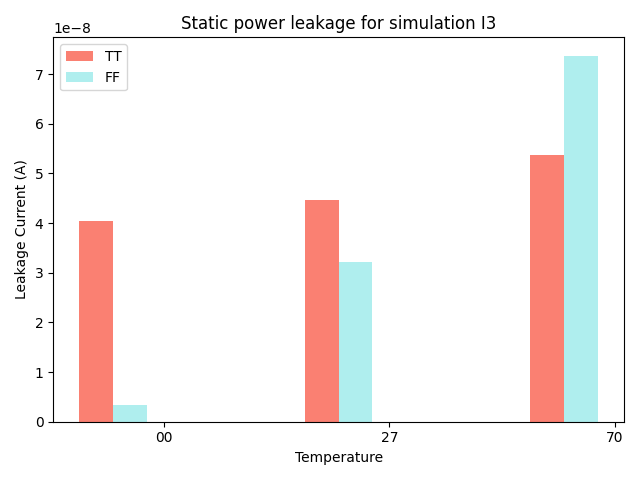 Static power leakage for simulation I3
1e−8
TT
FF
7
6
5
4
3
2
1
0
Leakage Current (A)
00
27
70
Temperature